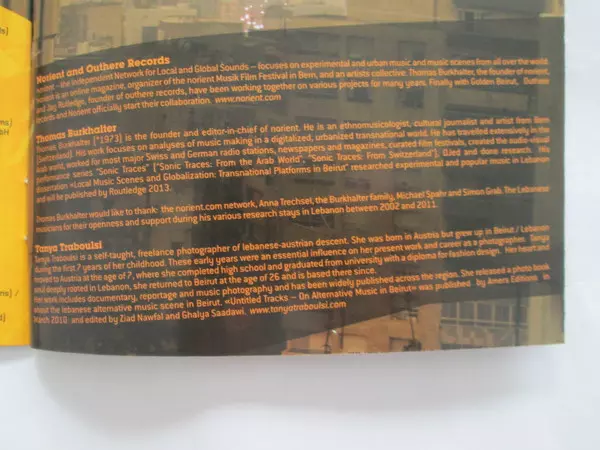 s)
ma)
SH
ne) /
d)
Norient and Outhere Records
Norient – the independent Network for Local and Global Sounds – focuses on experimental and urban music and music scenes from all over the world.
Norient is an online magazine, organizer of the norient Musik Film Festival in Bern, and an artists collective. Thomas Burkhalter, the founder of norient,
and Jay Rutledge, founder of outhere records, have been working together on various projects for many years. Finally with Golden Beirut, Outhere
records and Norient officially start their collaboration. www.norient.com
Thomas Burkhalter
Thomas Burkhalter (*1973) is the founder and editor-in-chief of norient. He is an ethnomusicologist, cultural journalist and artist from Bern
(Switzerland). His work focuses on analyses of music making in a digitalized, urbanized transnational world. He has travelled extensively in the
arab world, worked for most major Swiss and German radio stations, newspapers and magazines, curated film festivals, created the audio-visual
performance series "Sonic Traces" ("Sonic Traces: From the Arab World", "Sonic Traces: From Switzerland"), DJed and done research. His
dissertation «Local Music Scenes and Globalization: Transnational Platforms in Beirut» researched experimental and popular music in Lebanon
and will be published by Routledge 2013.
Thomas Burkhalter would like to thank: the norient.com network, Anna Trechsel, the Burkhalter family, Michael Spahr and Simon Grab. The Lebanese
musicians for their openness and support during his various research stays in Lebanon between 2002 and 2011.
Tanya Traboulsi
Tanya Traboulsi is a self-taught, freelance photographer of lebanese-austrian descent. She was born in Austria but grew up in Beirut / Lebanon
during the first 7 years of her childhood. These early years were an essential influence on her present work and career as a photographer. Tanya
moved to Austria at the age of 7, where she completed high school and graduated from university with a diploma for fashion design. Her heart and
soul deeply rooted in Lebanon, she returned to Beirut at the age of 26 and is based there since.
Her work includes documentary, reportage and music photography and has been widely published across the region. She released a photo book
about the lebanese alternative music scene in Beirut. «Untitled Tracks – On Alternative Music in Beirut» was published by Amers Editions in
March 2010 and edited by Ziad Nawfal and Ghalya Saadawi. www.tanyatraboulsi.com